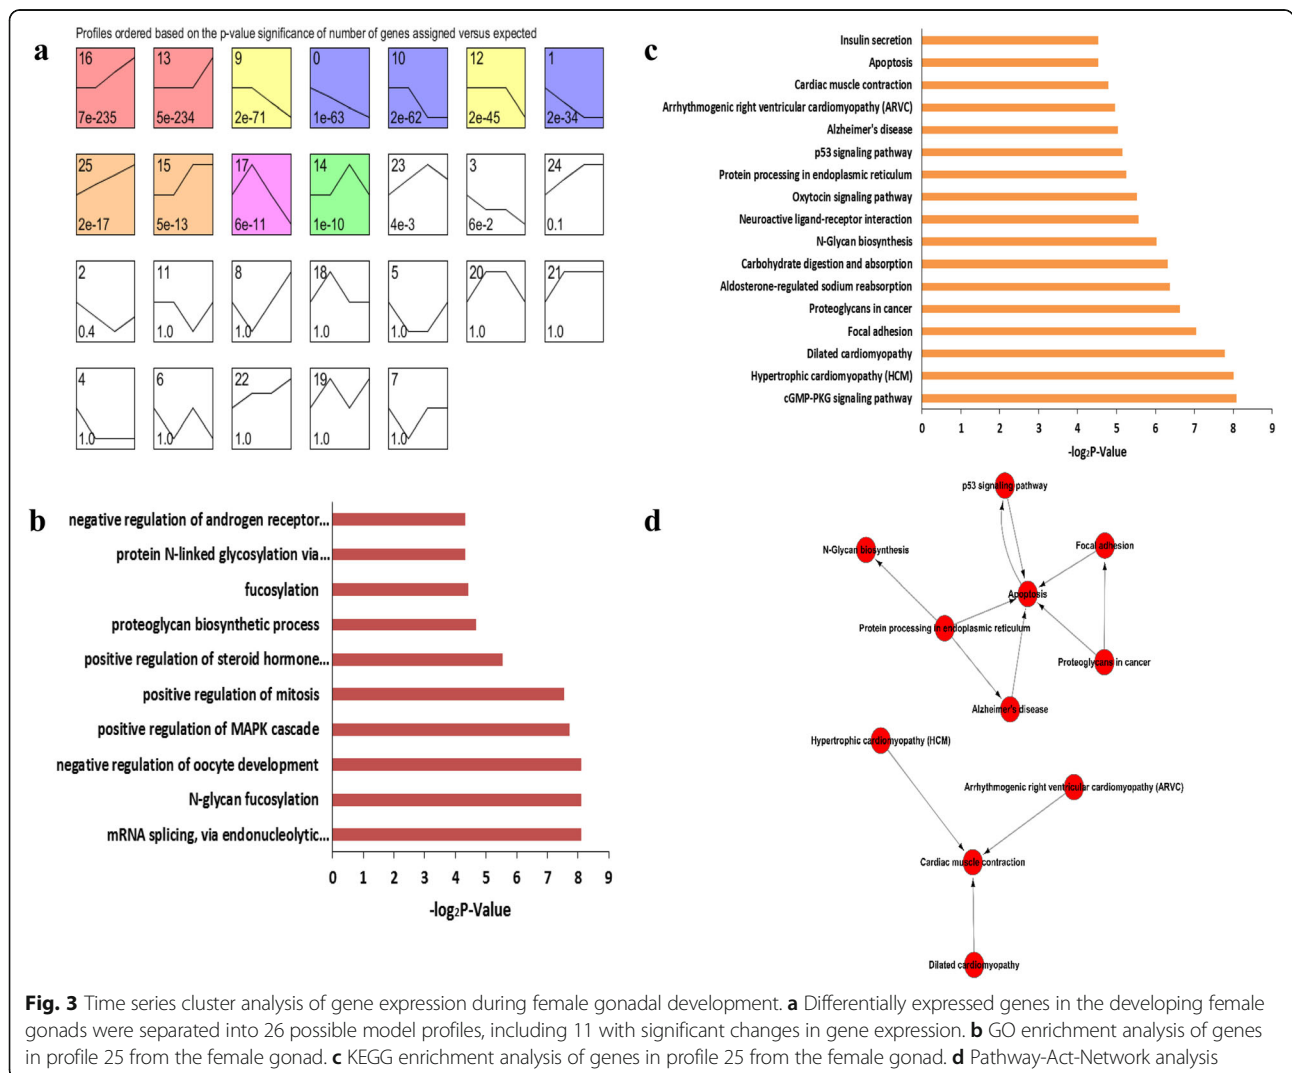 a
Profiles ordered based on the p-value significance of number of genes assigned versus expected
16 13 9 0 10 12 1
7e-235 5e-234 2e-71 1e-63 2e-62 2e-45 2e-34
25 15 17 14 23 3 24
2e-17 5e-13 6e-11 1e-10 4e-3 6e-2 0.1
2 11 8 18 5 20 21
0.4 1.0 1.0 1.0 1.0 1.0 1.0
4 6 22 19 7
1.0 1.0 1.0 1.0 1.0
b
negative regulation of androgen receptor...
protein N-linked glycosylation via...
fucosylation
proteoglycan biosynthetic process
positive regulation of steroid hormone...
positive regulation of mitosis
positive regulation of MAPK cascade
negative regulation of oocyte development
N-glycan fucosylation
mRNA splicing, via endonucleolytic...
0 1 2 3 4 5 6 7 8 9
-log₂P-Value
c
Insulin secretion
Apoptosis
Cardiac muscle contraction
Arrhythmogenic right ventricular cardiomyopathy (ARVC)
Alzheimer's disease
p53 signaling pathway
Protein processing in endoplasmic reticulum
Oxytocin signaling pathway
Neuroactive ligand-receptor interaction
N-Glycan biosynthesis
Carbohydrate digestion and absorption
Aldosterone-regulated sodium reabsorption
Proteoglycans in cancer
Focal adhesion
Dilated cardiomyopathy
Hypertrophic cardiomyopathy (HCM)
cGMP-PKG signaling pathway
0 1 2 3 4 5 6 7 8 9
-log₂P-Value
d
p53 signaling pathway
N-Glycan biosynthesis
Focal adhesion
Apoptosis
Protein processing in endoplasmic reticulum
Proteoglycans in cancer
Alzheimer's disease
Hypertrophic cardiomyopathy (HCM)
Arrhythmogenic right ventricular cardiomyopathy (ARVC)
Cardiac muscle contraction
Dilated cardiomyopathy
Fig. 3 Time series cluster analysis of gene expression during female gonadal development. a Differentially expressed genes in the developing female
gonads were separated into 26 possible model profiles, including 11 with significant changes in gene expression. b GO enrichment analysis of genes
in profile 25 from the female gonad. c KEGG enrichment analysis of genes in profile 25 from the female gonad. d Pathway-Act-Network analysis